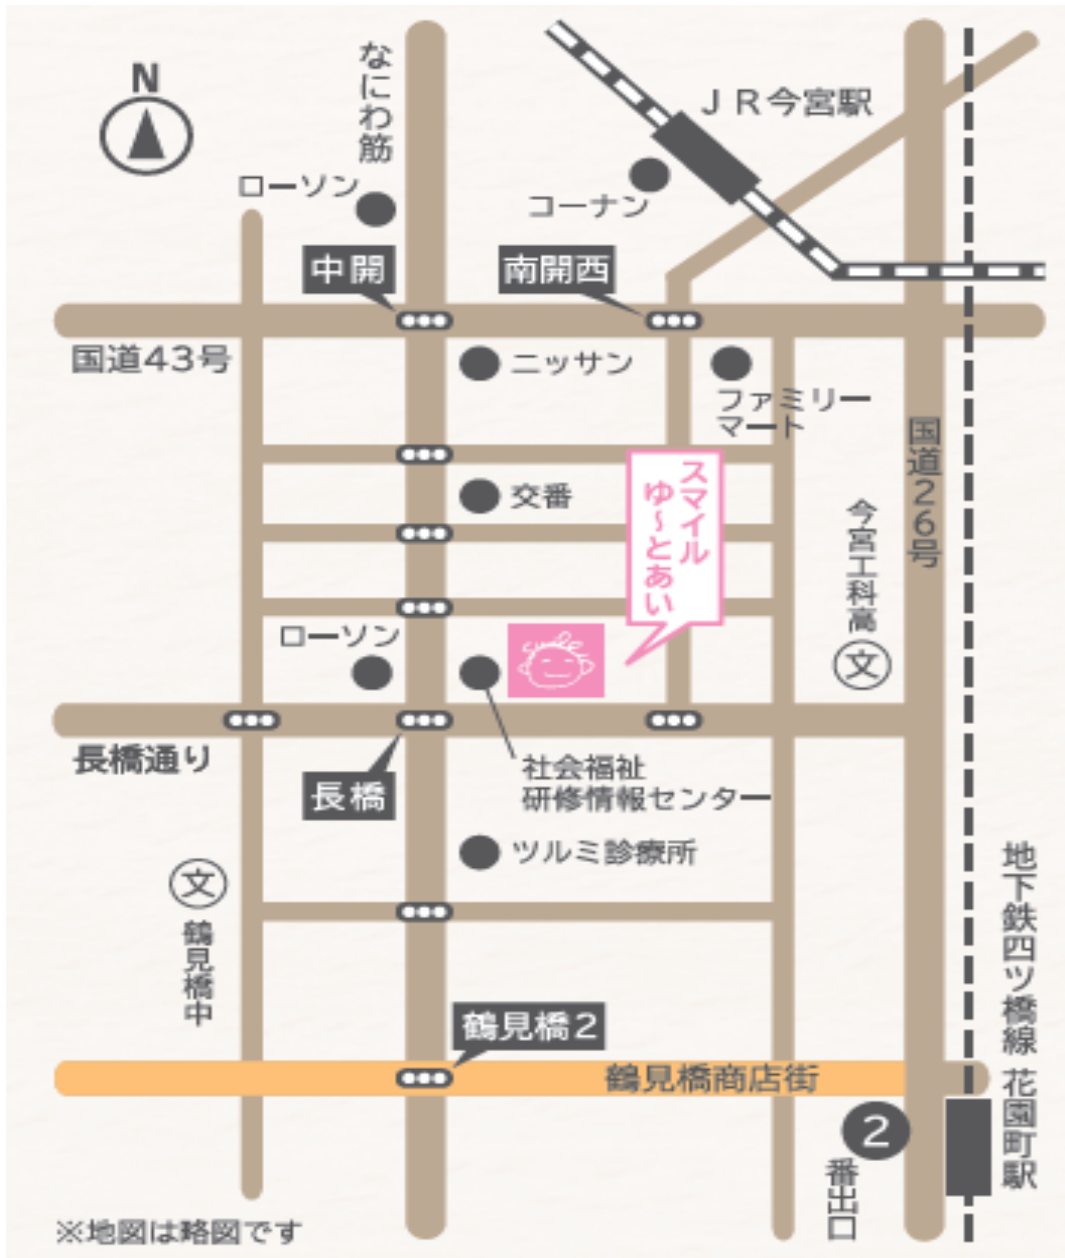 N
なにわ筋
JR今宮駅
ローソン
コーナン
中開
南開西
国道43号
ニッサン
ファミリー
マート
国道26号
交番
スマイル
ゆ〜とあい
今宮工科高
文
ローソン
smile
長橋通り
長橋
社会福祉
研修情報センター
ツルミ診療所
文
鶴見橋中
地下鉄四ツ橋線 花園町駅
鶴見橋2
鶴見橋商店街
2
番出口
※地図は略図です